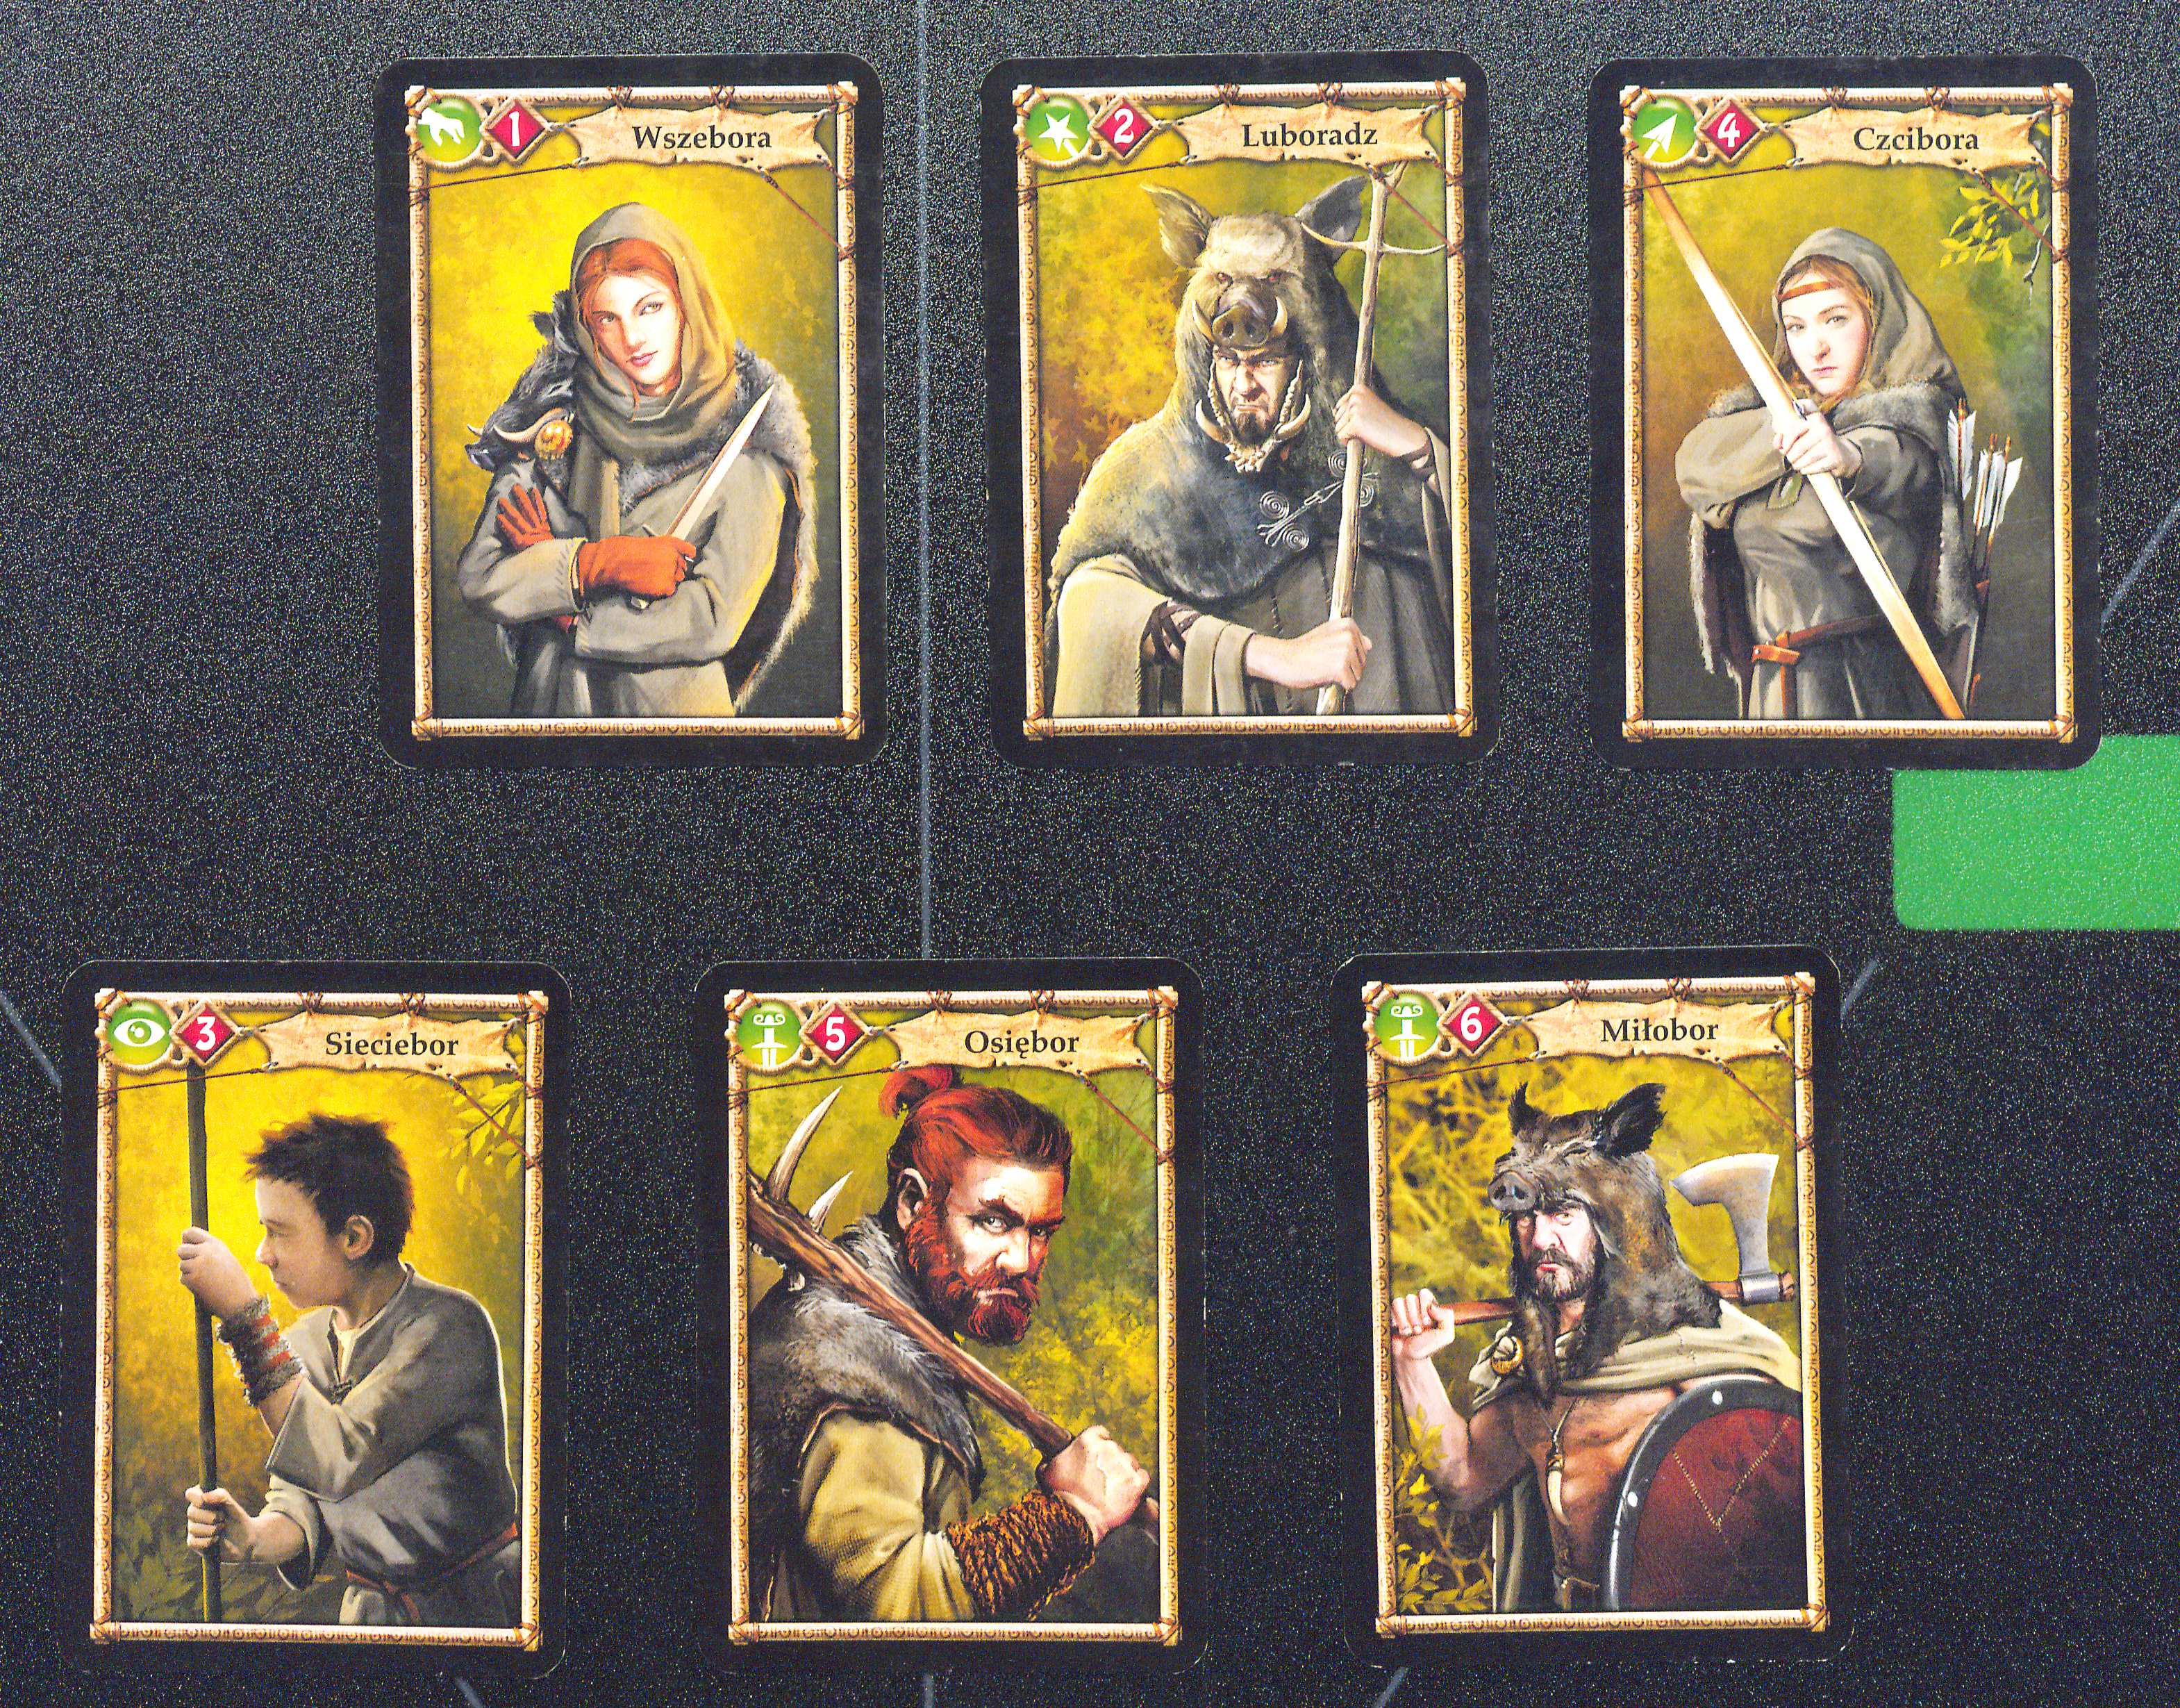 1 Wszebora
2 Luboradz
4 Czcibora
3 Sieciebor
5 Osiębor
6 Miłobor